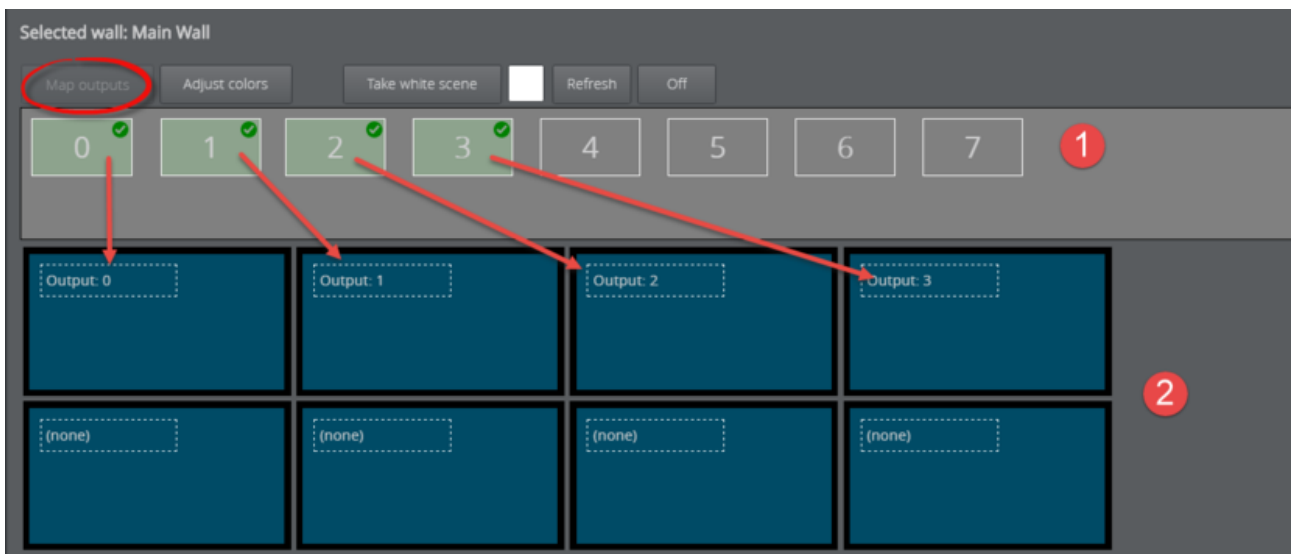 Selected wall: Main Wall
Map outputs Adjust colors Take white scene Refresh Off
0 1 2 3 4 5 6 7 1
Output: 0 Output: 1 Output: 2 Output: 3
2
(none) (none) (none) (none)